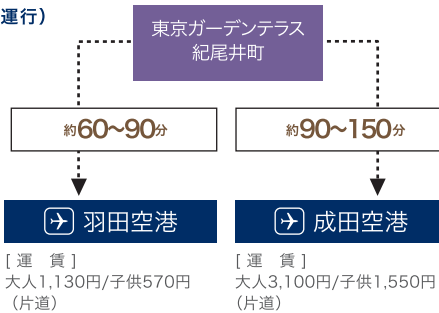 運行）
東京ガーデンテラス
紀尾井町
約60〜90分
約90〜150分
羽田空港
成田空港
[ 運　賃 ]
大人1,130円/子供570円
（片道）
[ 運　賃 ]
大人3,100円/子供1,550円
（片道）